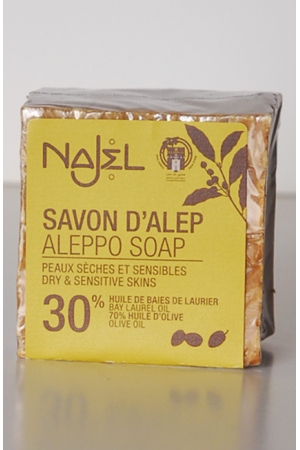 NAJEL
SAVON D'ALEP
ALEPPO SOAP
PEAUX SÈCHES ET SENSIBLES
DRY & SENSITIVE SKINS
30%
HUILE DE BAIES DE LAURIER
BAY LAUREL OIL
70% HUILE D'OLIVE
OLIVE OIL